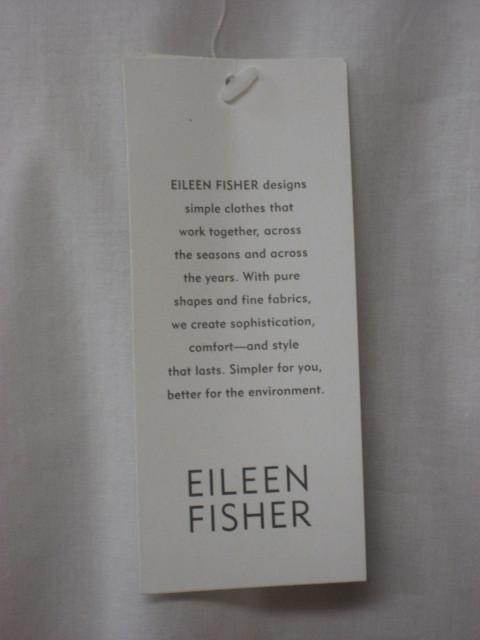 EILEEN FISHER designs
simple clothes that
work together, across
the seasons and across
the years. With pure
shapes and fine fabrics,
we create sophistication,
comfort—and style
that lasts. Simpler for you,
better for the environment.
EILEEN
FISHER